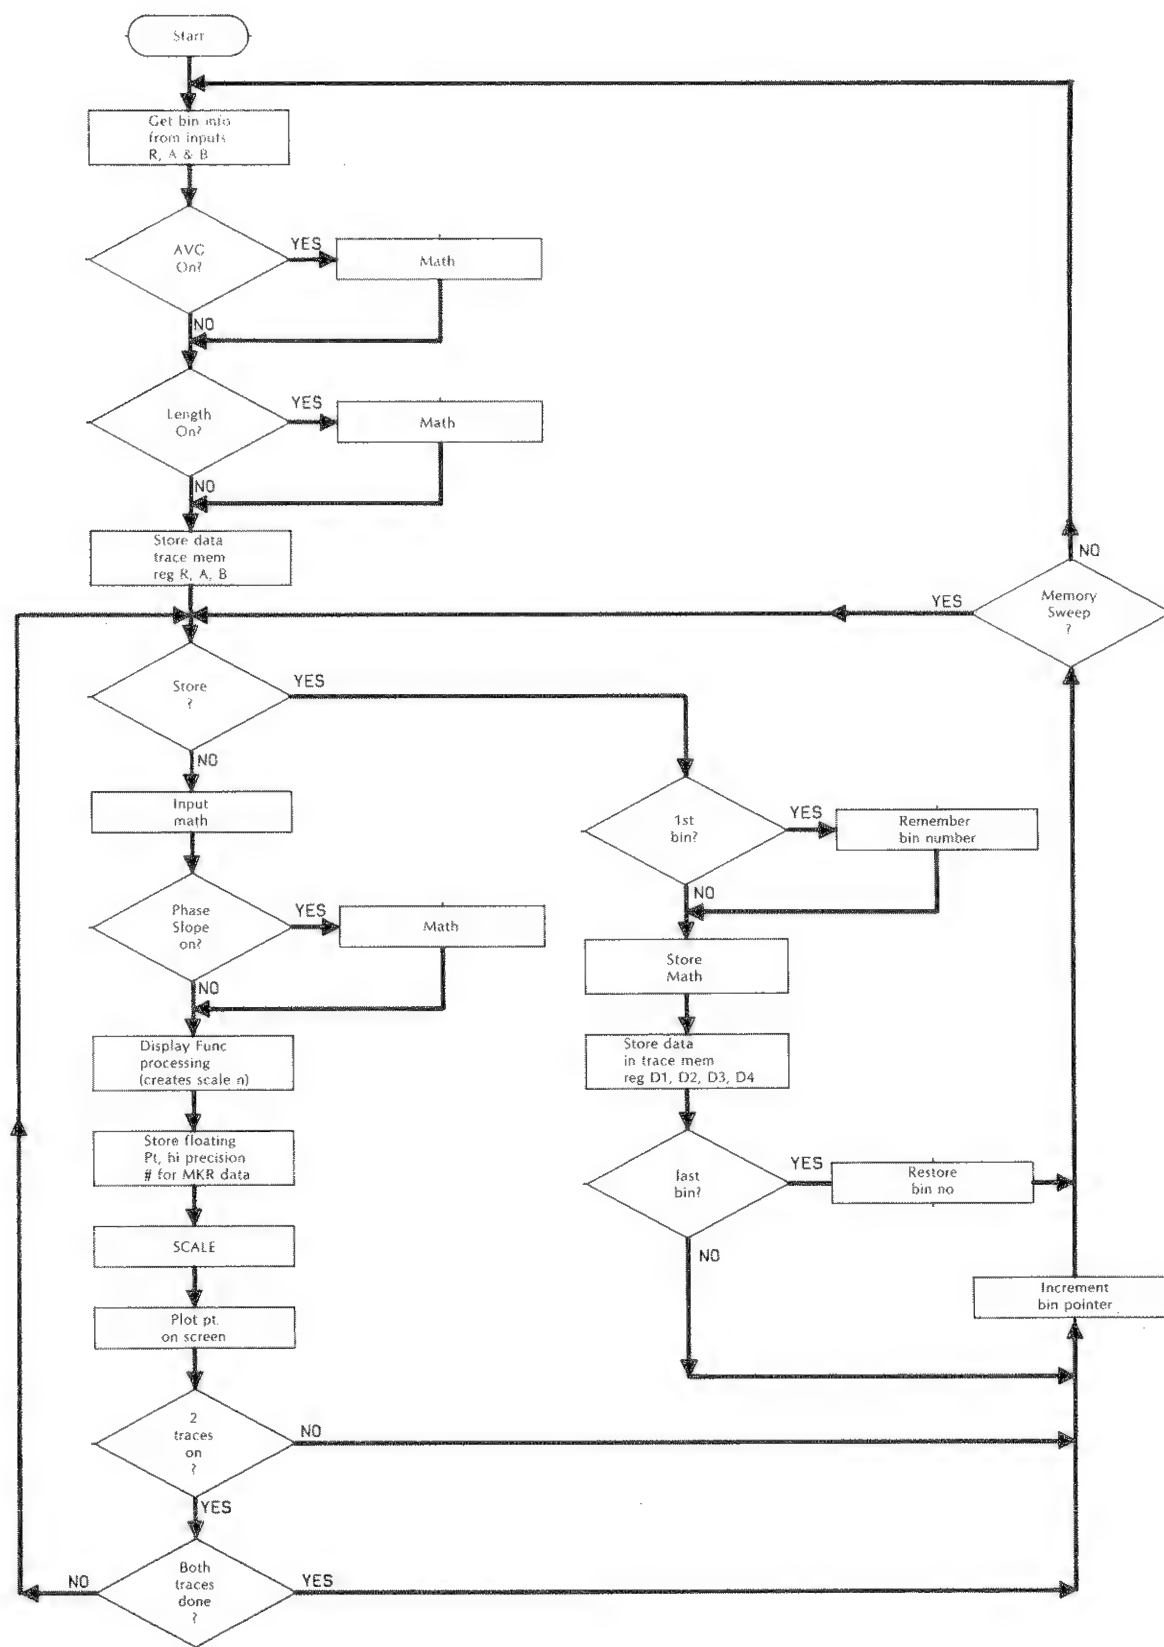 Start
Get bin info
from inputs
R, A & B
AVG
On?
YES
Math
NO
Length
On?
YES
Math
NO
Store data
trace mem
reg R, A, B
NO
YES
Memory
Sweep
?
Store
?
YES
NO
Input
math
1st
bin?
YES
Remember
bin number
NO
Phase
Slope
on?
YES
Math
NO
Store
Math
Display Func
processing
(creates scale n)
Store data
in trace mem
reg D1, D2, D3, D4
Store floating
Pt, hi precision
# for MKR data
last
bin?
YES
Restore
bin no
NO
SCALE
Increment
bin pointer
Plot pt.
on screen
2
traces
on
?
NO
YES
Both
traces
done
?
NO
YES